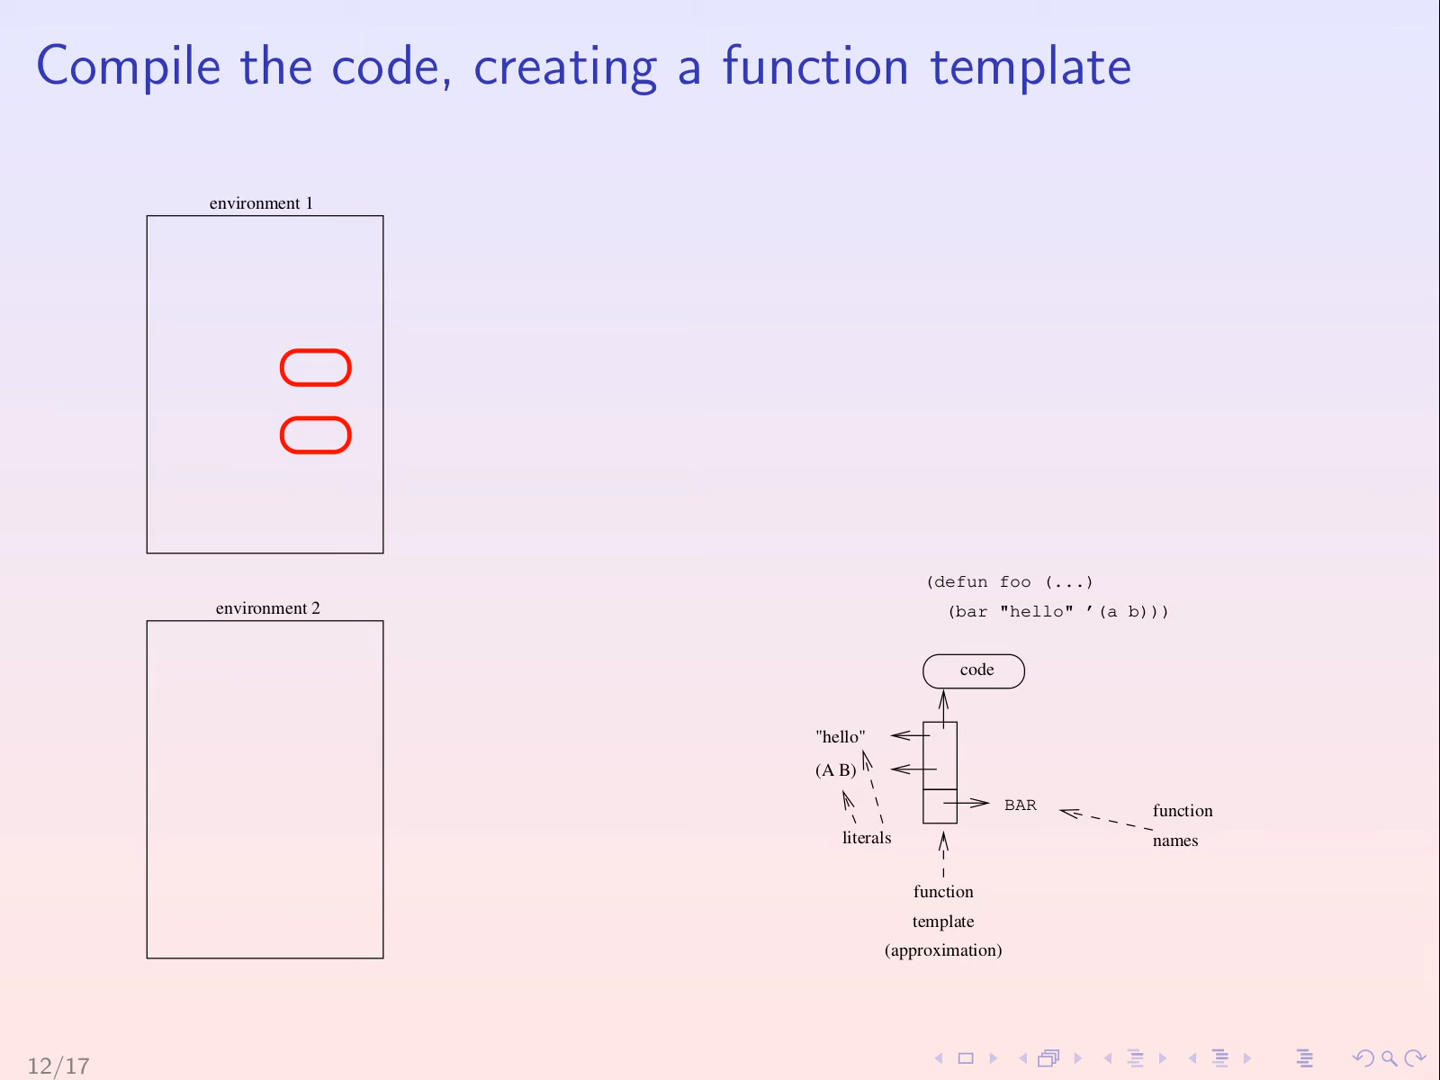 Compile the code, creating a function template
environment 1
environment 2
(defun foo (...)
(bar "hello" ’(a b)))
code
"hello"
(A B)
BAR
literals
function
names
function
template
(approximation)
12/17